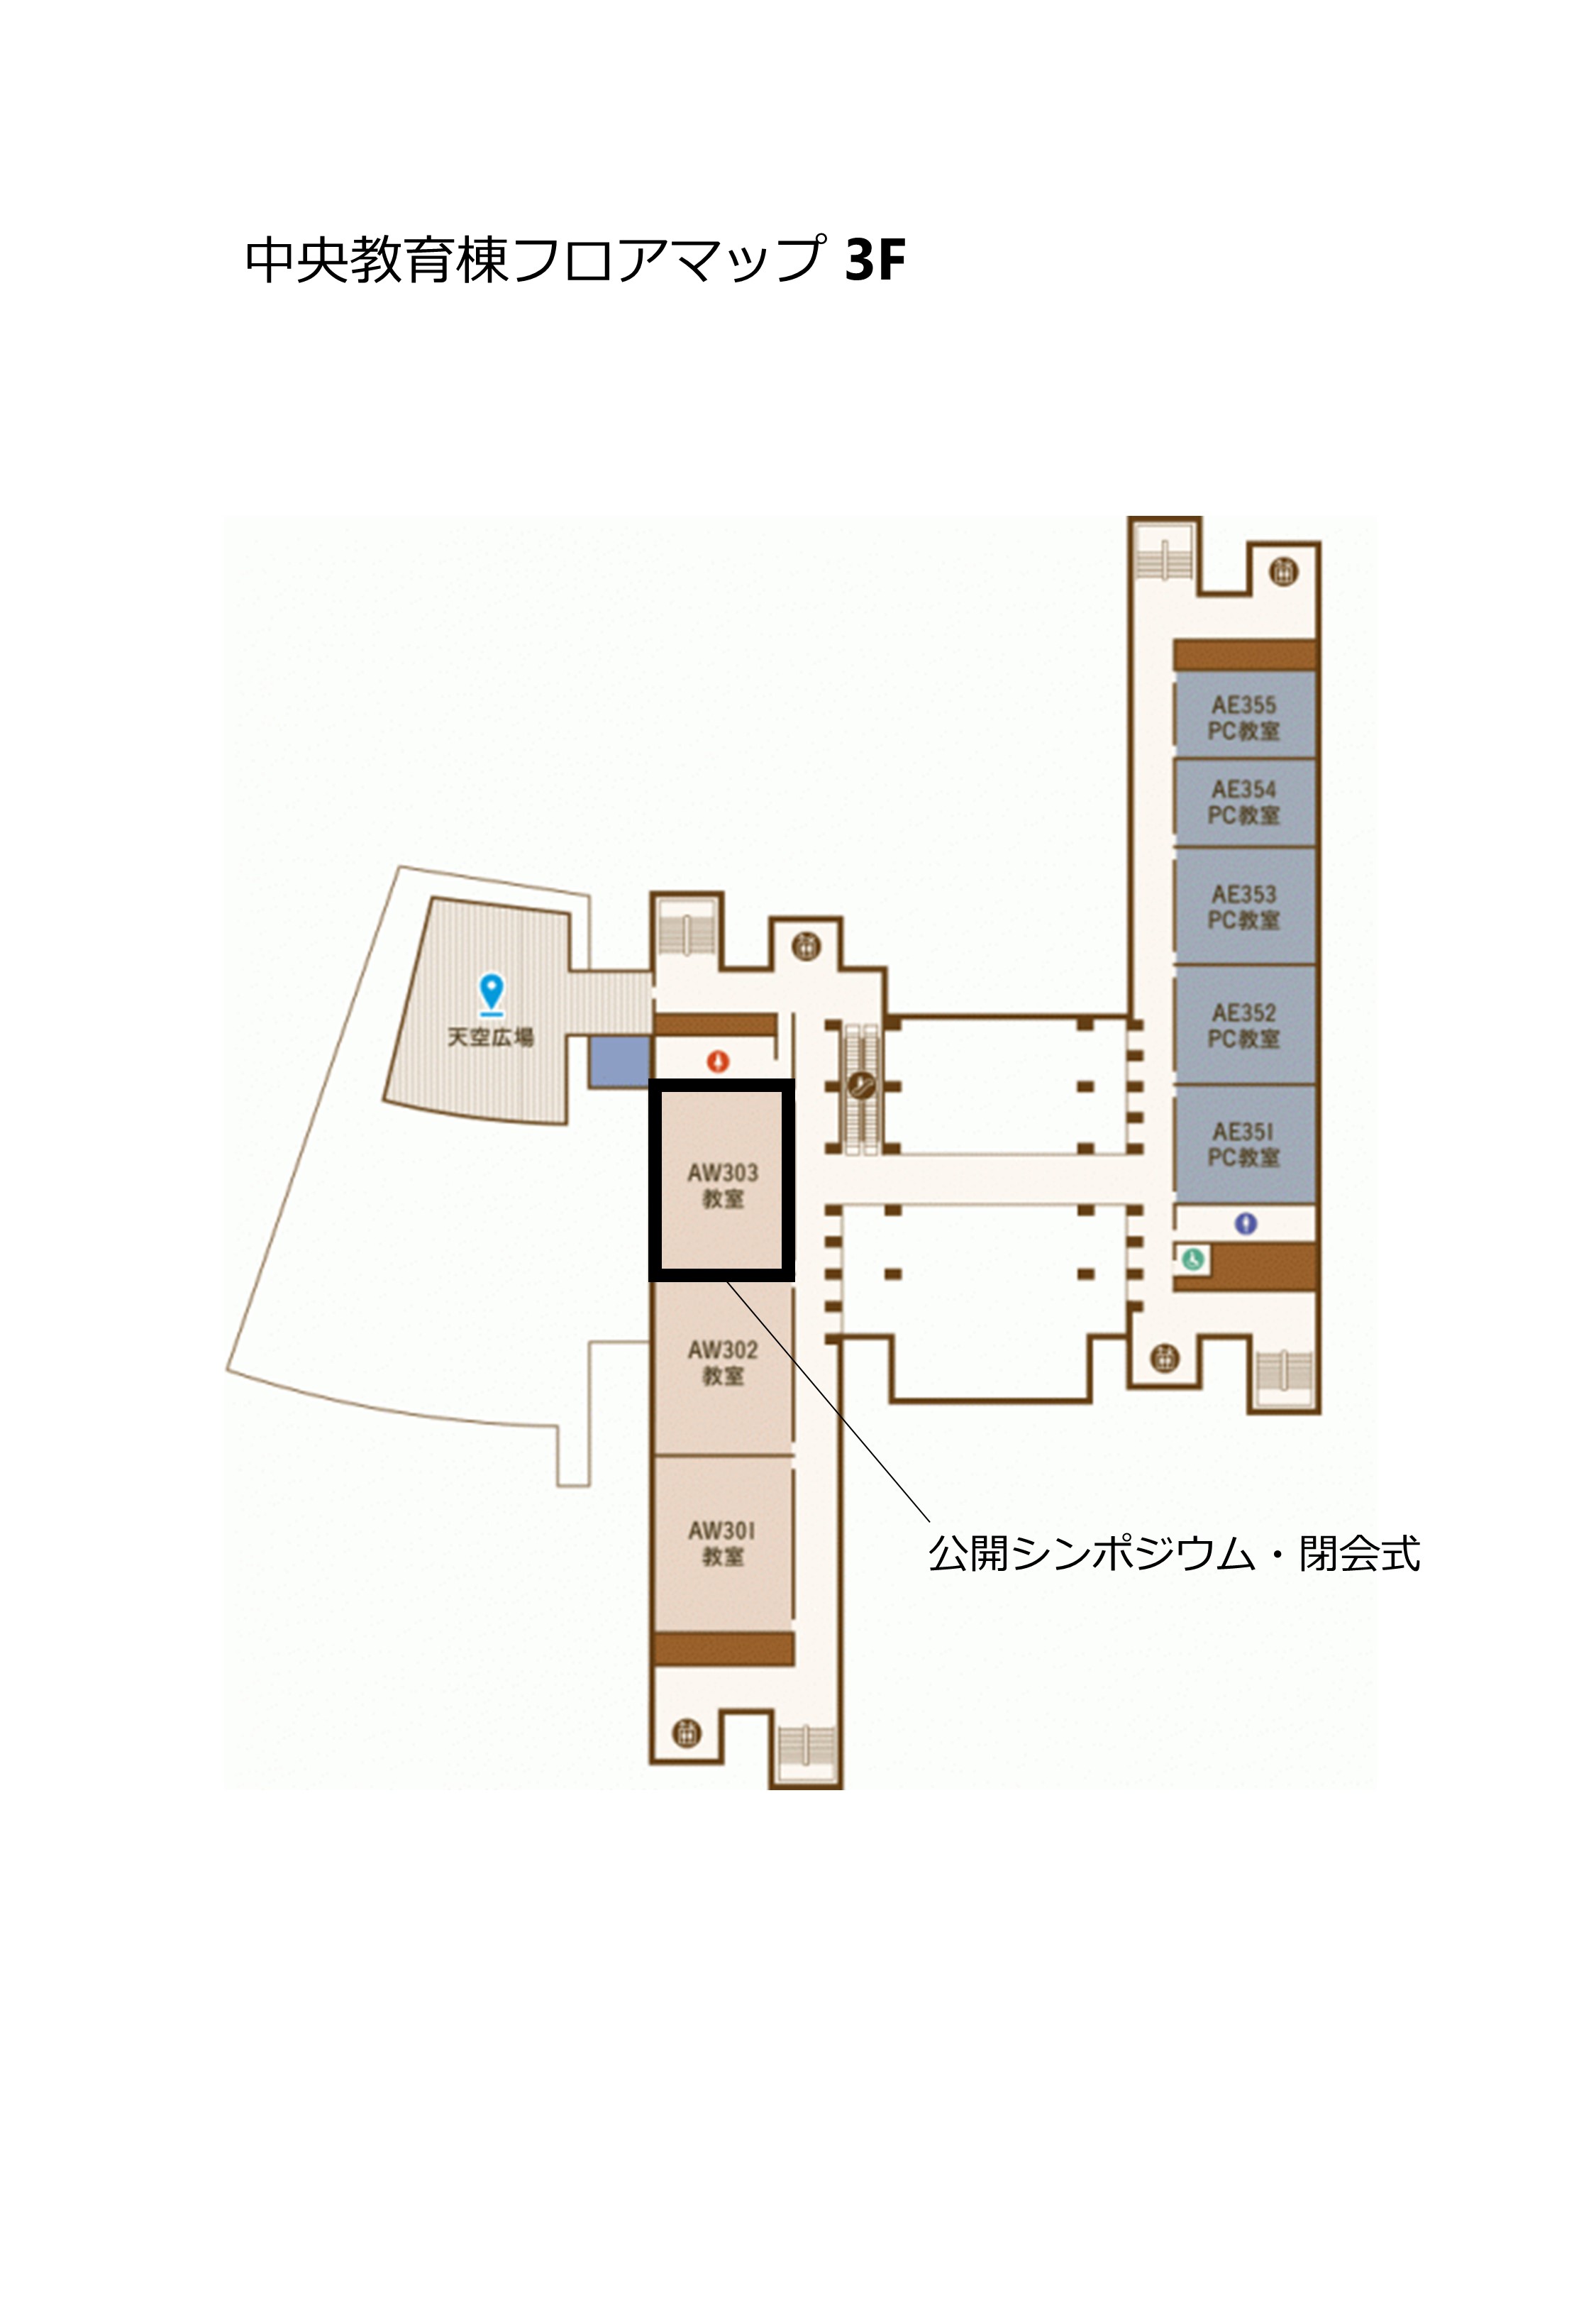 中央教育棟フロアマップ 3F
AE355
PC教室
AE354
PC教室
AE353
PC教室
天空広場
AE352
PC教室
AE351
PC教室
AW303
教室
AW302
教室
AW301
教室
公開シンポジウム・閉会式